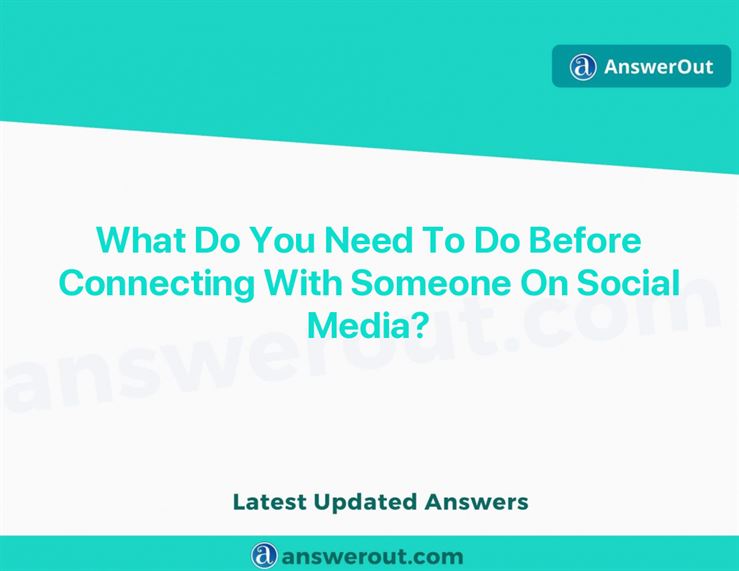 AnswerOut
What Do You Need To Do Before
Connecting With Someone On Social
Media?
answerout.com
Latest Updated Answers
answerout.com